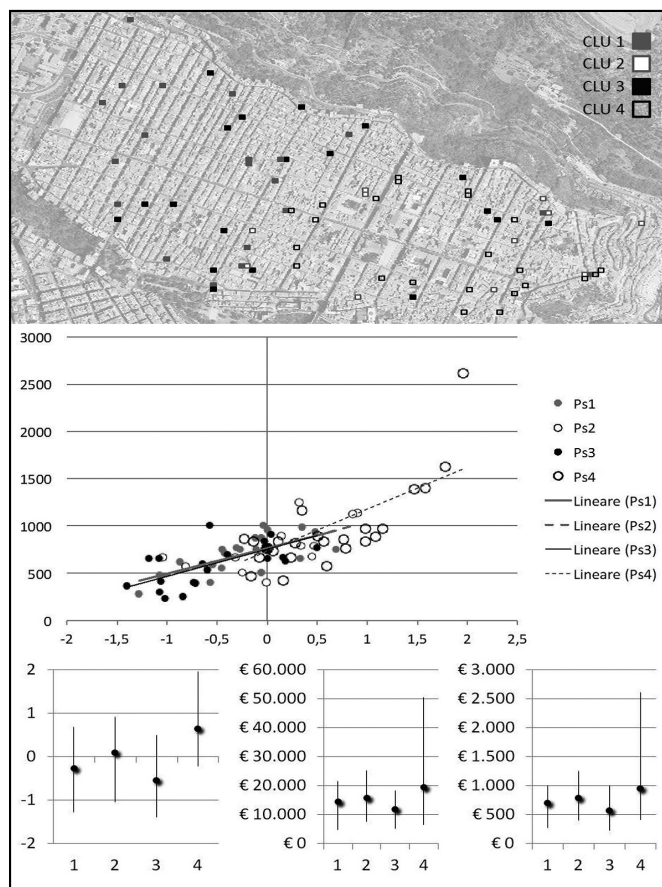 CLU 1
CLU 2
CLU 3
CLU 4
3000
2500
2000
1500
1000
500
0
-2 -1,5 -1 -0,5 0 0,5 1 1,5 2 2,5
Ps1
Ps2
Ps3
Ps4
Lineare (Ps1)
Lineare (Ps2)
Lineare (Ps3)
Lineare (Ps4)
2
1
0
-1
-2
1 2 3 4
€ 60.000
€ 50.000
€ 40.000
€ 30.000
€ 20.000
€ 10.000
€ 0
1 2 3 4
€ 3.000
€ 2.500
€ 2.000
€ 1.500
€ 1.000
€ 500
€ 0
1 2 3 4